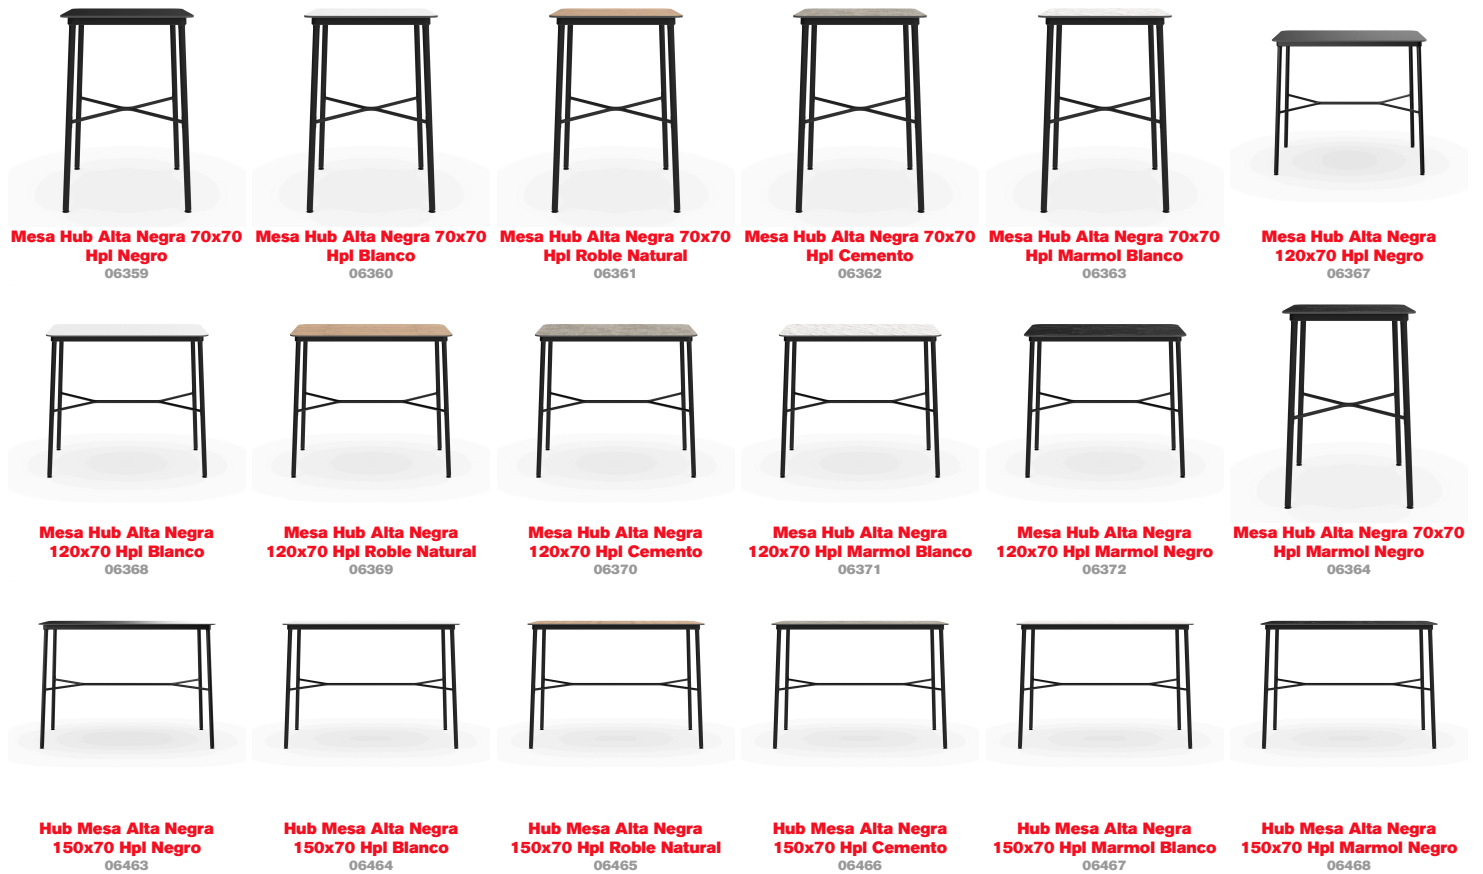 Mesa Hub Alta Negra 70x70
Hpl Negro
06359
Mesa Hub Alta Negra 70x70
Hpl Blanco
06360
Mesa Hub Alta Negra 70x70
Hpl Roble Natural
06361
Mesa Hub Alta Negra 70x70
Hpl Cemento
06362
Mesa Hub Alta Negra 70x70
Hpl Marmol Blanco
06363
Mesa Hub Alta Negra
120x70 Hpl Negro
06367
Mesa Hub Alta Negra
120x70 Hpl Blanco
06368
Mesa Hub Alta Negra
120x70 Hpl Roble Natural
06369
Mesa Hub Alta Negra
120x70 Hpl Cemento
06370
Mesa Hub Alta Negra
120x70 Hpl Marmol Blanco
06371
Mesa Hub Alta Negra
120x70 Hpl Marmol Negro
06372
Mesa Hub Alta Negra 70x70
Hpl Marmol Negro
06364
Hub Mesa Alta Negra
150x70 Hpl Negro
06463
Hub Mesa Alta Negra
150x70 Hpl Blanco
06464
Hub Mesa Alta Negra
150x70 Hpl Roble Natural
06465
Hub Mesa Alta Negra
150x70 Hpl Cemento
06466
Hub Mesa Alta Negra
150x70 Hpl Marmol Blanco
06467
Hub Mesa Alta Negra
150x70 Hpl Marmol Negro
06468